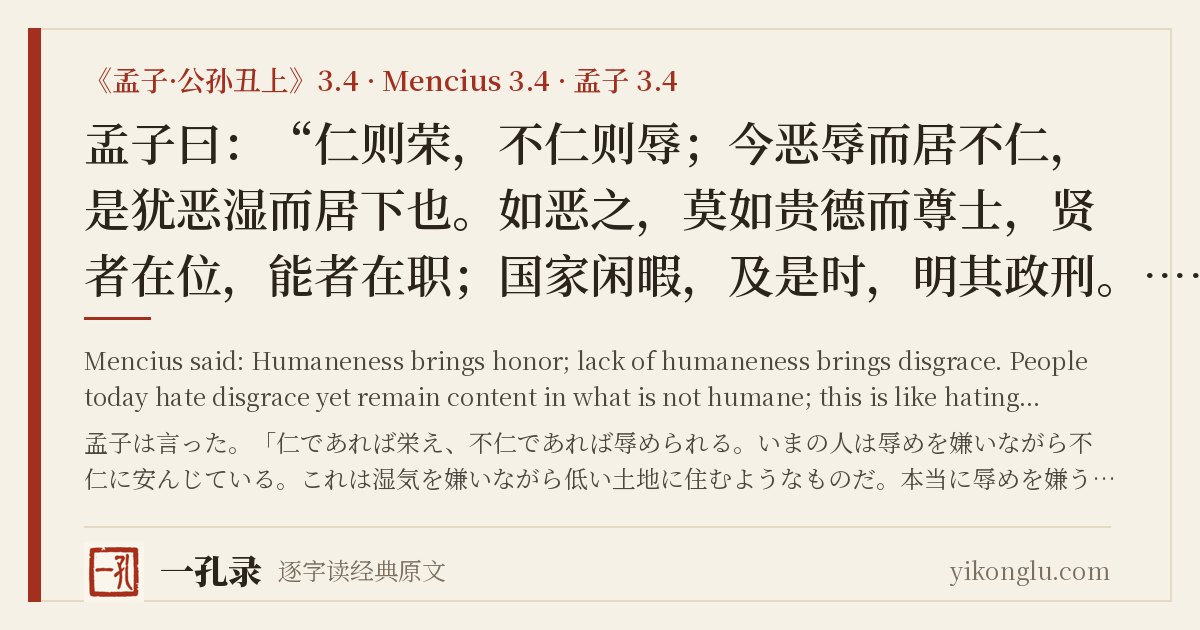 《孟子·公孙丑上》3.4 · Mencius 3.4 · 孟子 3.4
孟子曰：“仁则荣，不仁则辱；今恶辱而居不仁，
是犹恶湿而居下也。如恶之，莫如贵德而尊士，贤
者在位，能者在职；国家闲暇，及是时，明其政刑。…
Mencius said: Humaneness brings honor; lack of humaneness brings disgrace. People
today hate disgrace yet remain content in what is not humane; this is like hating...
孟子は言った。「仁であれば栄え、不仁であれば辱められる。いまの人は辱めを嫌いながら不
仁に安んじている。これは湿気を嫌いながら低い土地に住むようなものだ。本当に辱めを嫌う…
一孔
一孔录 逐字读经典原文
yikonglu.com